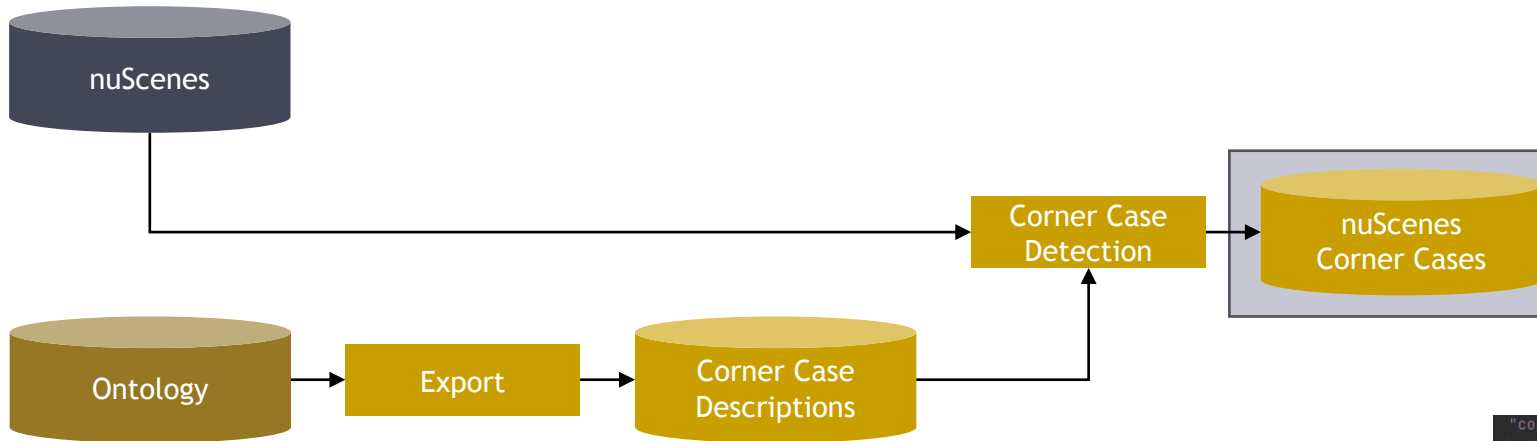 nuScenes
Corner Case
Detection
nuScenes
Corner Cases
Ontology
Export
Corner Case
Descriptions